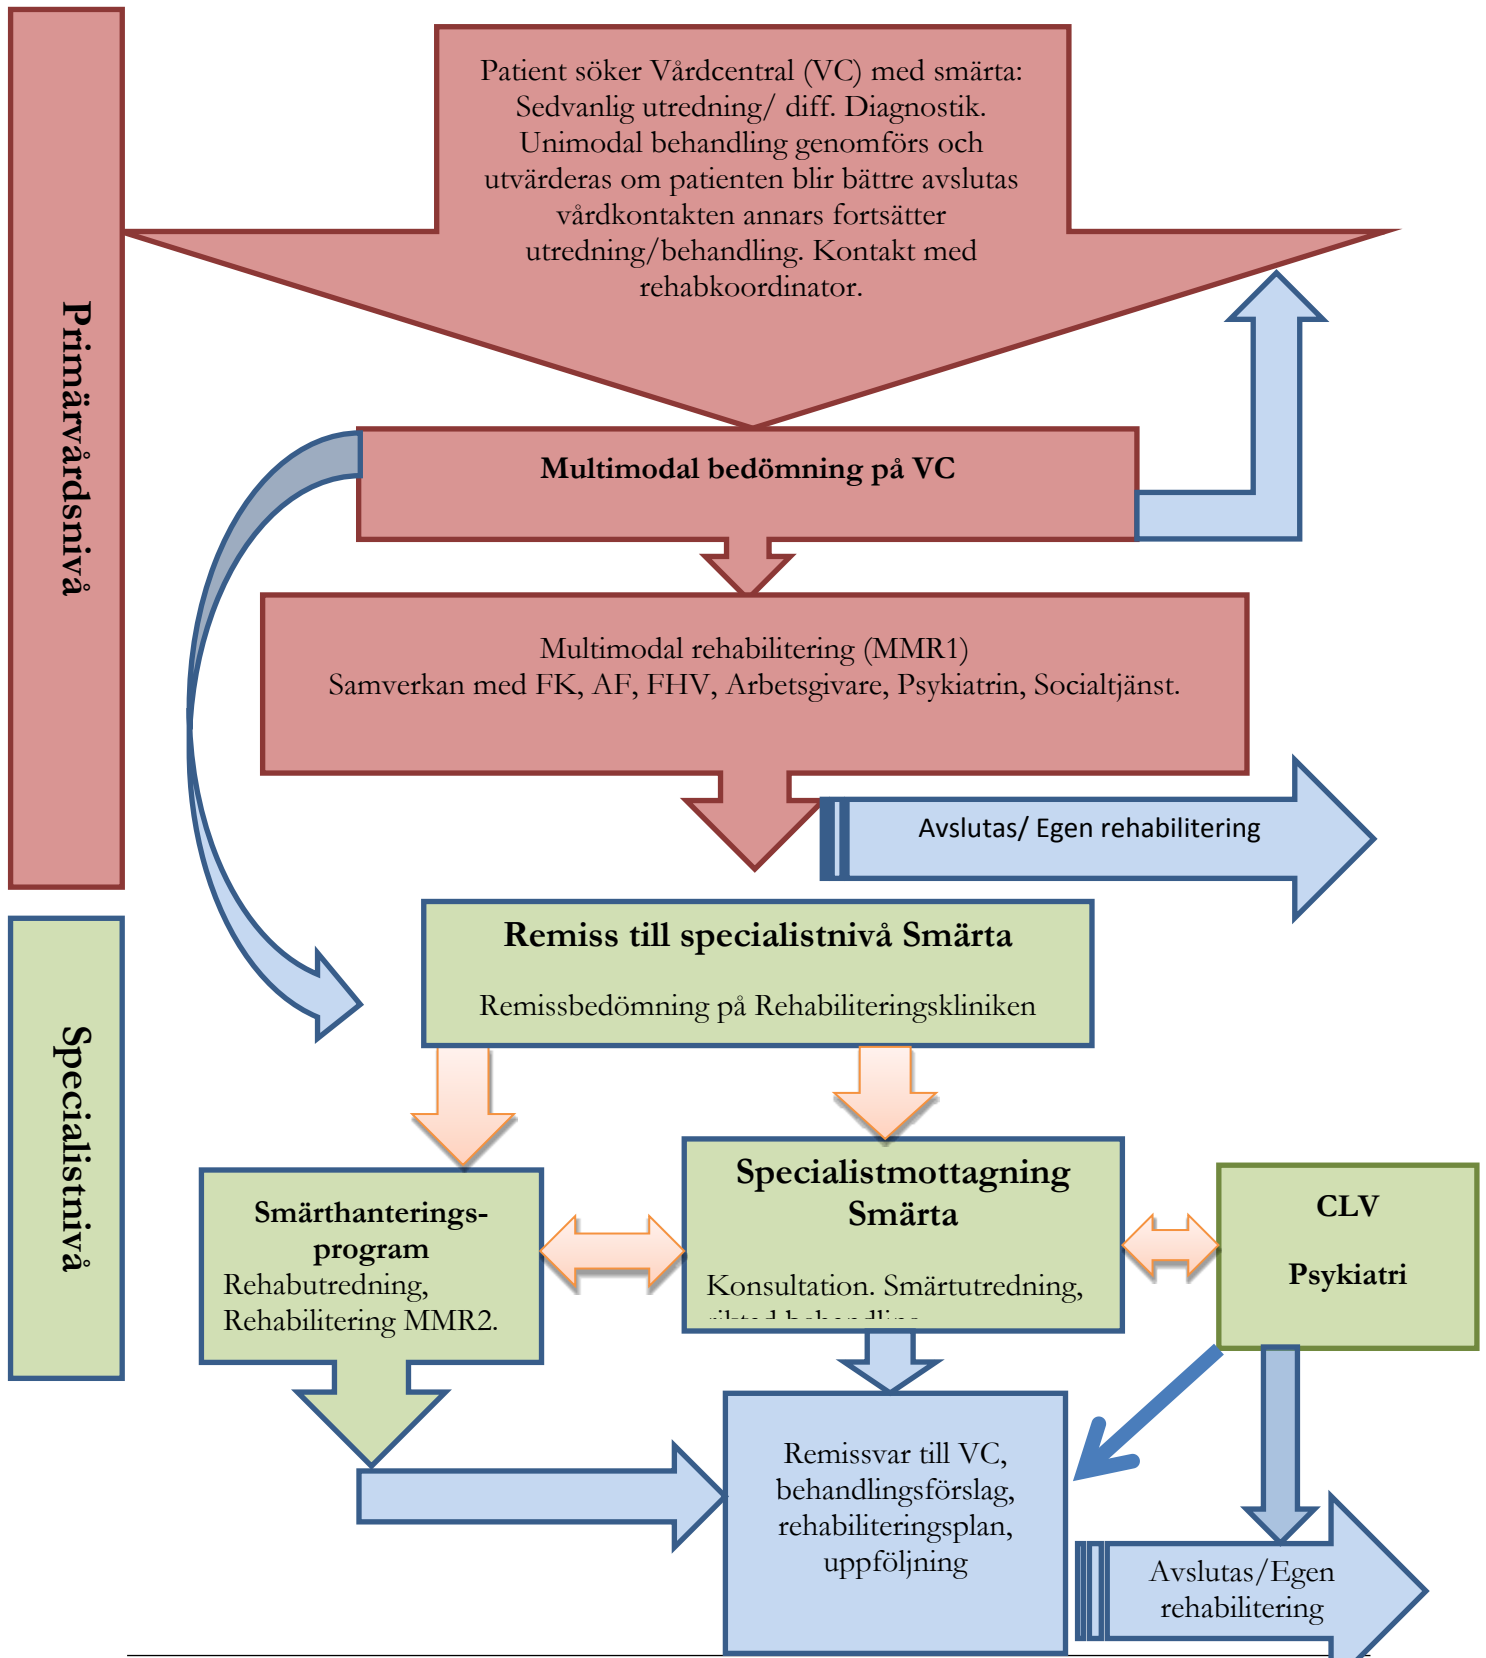 Primärvårdsnivå
Patient söker Vårdcentral (VC) med smärta:
Sedvanlig utredning/ diff. Diagnostik.
Unimodal behandling genomförs och
utvärderas om patienten blir bättre avslutas
vårdkontakten annars fortsätter
utredning/behandling. Kontakt med
rehabkoordinator.
Multimodal bedömning på VC
Multimodal rehabilitering (MMR1)
Samverkan med FK, AF, FHV, Arbetsgivare, Psykiatrin, Socialtjänst.
Avslutas/ Egen rehabilitering
Specialistnivå
Remiss till specialistnivå Smärta
Remissbedömning på Rehabiliteringskliniken
Smärthanterings-
program
Rehabutredning,
Rehabilitering MMR2.
Specialistmottagning
Smärta
Konsultation. Smärtutredning,
CLV
Psykiatri
Remissvar till VC,
behandlingsförslag,
rehabiliteringsplan,
uppföljning
Avslutas/Egen
rehabilitering